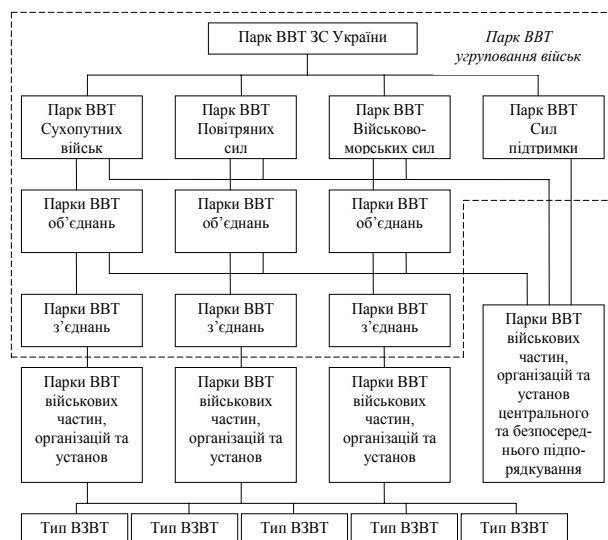 Парк ВВТ ЗС України
Парк ВВТ
угруповання військ
Парк ВВТ
Сухопутних
військ
Парк ВВТ
Повітряних
сил
Парк ВВТ
Військово-
морських сил
Парк ВВТ
Сил
підтримки
Парки ВВТ
об’єднань
Парки ВВТ
об’єднань
Парки ВВТ
об’єднань
Парки ВВТ
з’єднань
Парки ВВТ
з’єднань
Парки ВВТ
з’єднань
Парки ВВТ
військових
частин,
організацій та
установ
центрального
та безпосеред-
нього підпо-
рядкування
Парки ВВТ
військових
частин,
організацій та
установ
Парки ВВТ
військових
частин,
організацій та
установ
Парки ВВТ
військових
частин,
організацій та
установ
Тип ВЗВТ
Тип ВЗВТ
Тип ВЗВТ
Тип ВЗВТ
Тип ВЗВТ